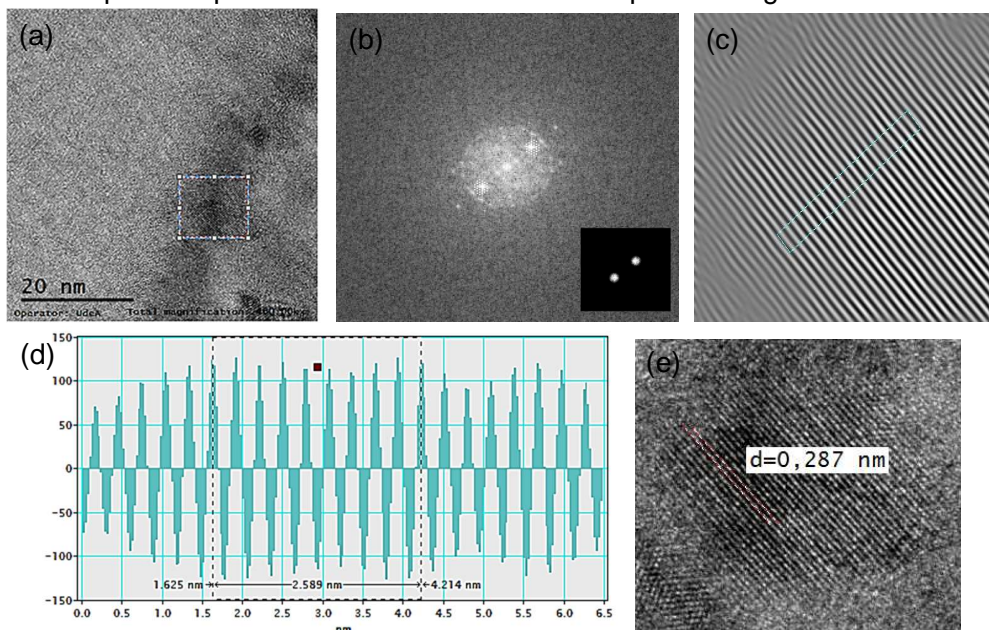 (a)
20 nm
Operator: UdeA Total magnification:
(b)
(c)
(d)
150
100
50
0
-50
-100
-150
1.625 nm
2.589 nm
4.214 nm
0.0 0.5 1.0 1.5 2.0 2.5 3.0 3.5 4.0 4.5 5.0 5.5 6.0 6.5
nm
(e)
d=0,287 nm